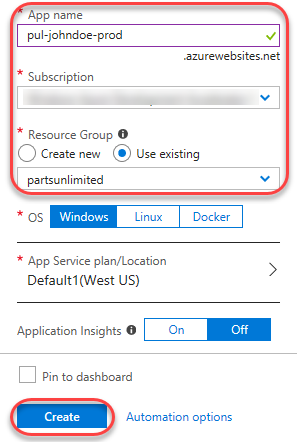 * App name
pul-johndoe-prod
.azurewebsites.net
* Subscription
* Resource Group
Create new Use existing
partsunlimited
* OS Windows Linux Docker
* App Service plan/Location
Default1(West US)
Application Insights On Off
Pin to dashboard
Create Automation options